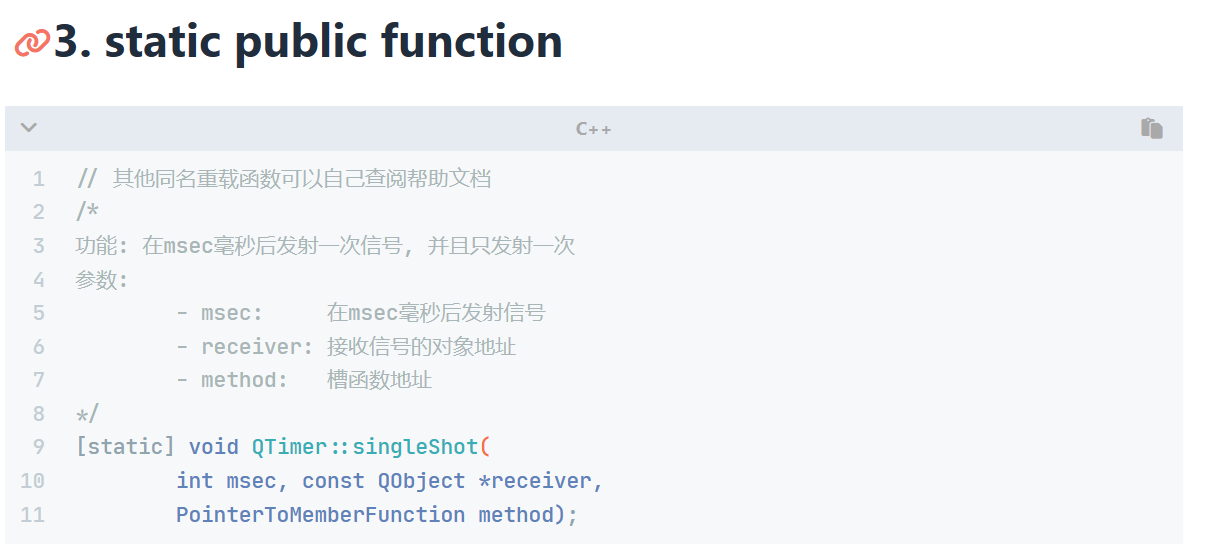 3. static public function
C++
1 // 其他同名重载函数可以自己查阅帮助文档
2 /*
3 功能: 在msec毫秒后发射一次信号, 并且只发射一次
4 参数:
5 - msec: 在msec毫秒后发射信号
6 - receiver: 接收信号的对象地址
7 - method: 槽函数地址
8 */
9 [static] void QTimer::singleShot(
10 int msec, const QObject *receiver,
11 PointerToMemberFunction method);